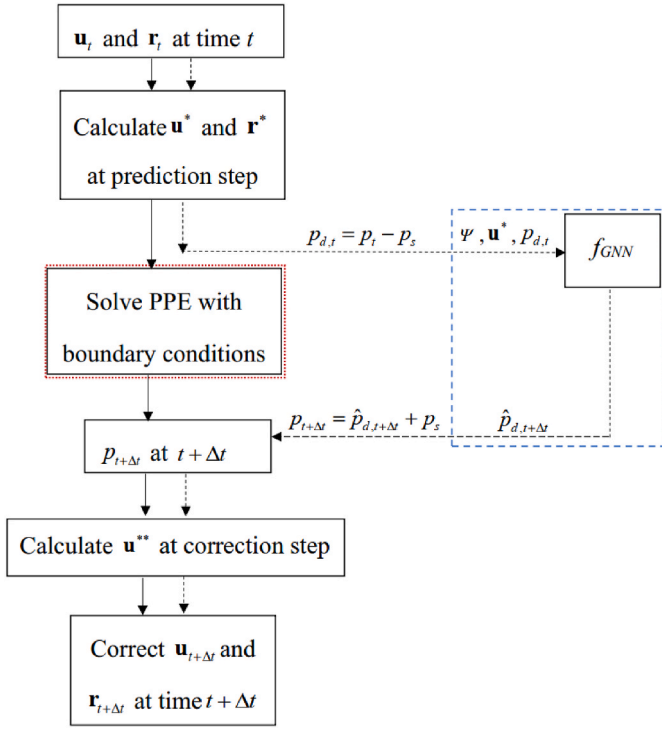 𝐮_t and 𝐫_t at time t
Calculate 𝐮^* and 𝐫^*
at prediction step
p_{d,t} = p_t − p_s
Ψ, 𝐮^*, p_{d,t}
f_{GNN}
Solve PPE with
boundary conditions
p_{t+Δt} = p̂_{d,t+Δt} + p_s
p̂_{d,t+Δt}
p_{t+Δt} at t + Δt
Calculate 𝐮^{**} at correction step
Correct 𝐮_{t+Δt} and
𝐫_{t+Δt} at time t + Δt